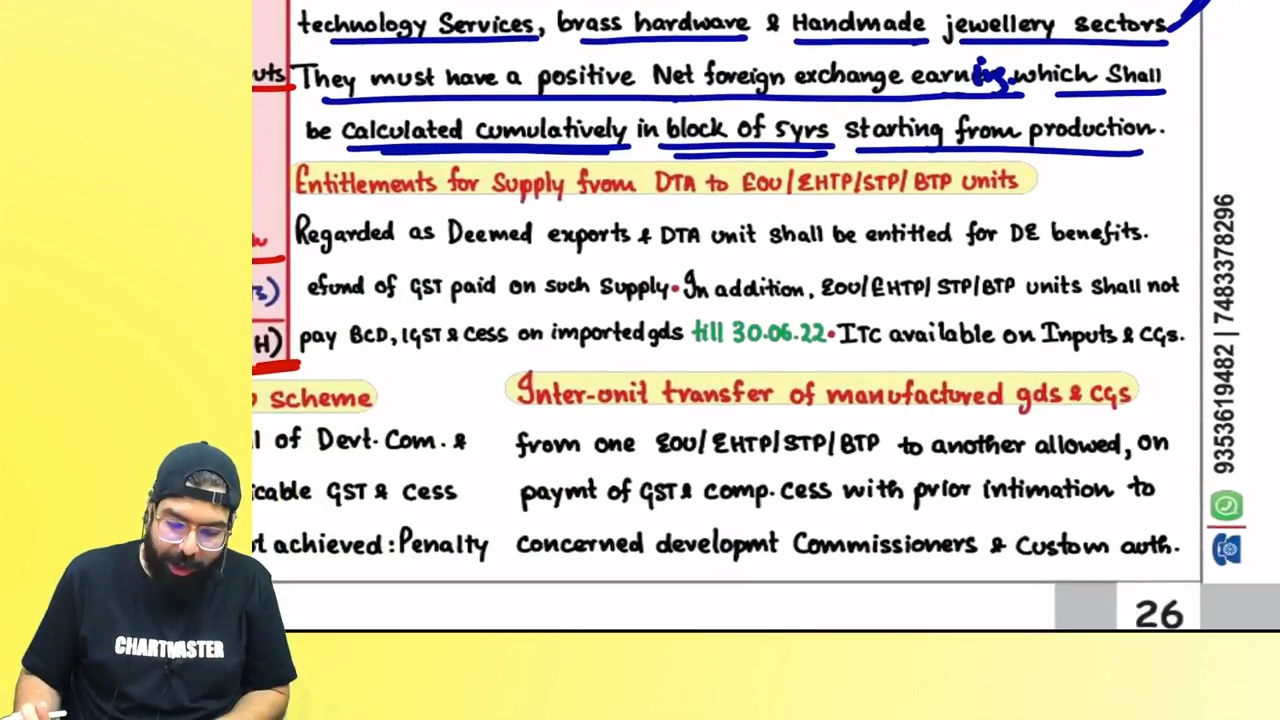 technology Services, brass hardware & Handmade jewellery sectors
uts They must have a positive Net foreign exchange earning which Shall
be Calculated cumulatively in block of 5yrs starting from production.
Entitlements for Supply from DTA to EOU/EHTP/STP/BTP units
Regarded as Deemed exports & DTA unit shall be entitled for DE benefits.
efund of GST paid on such Supply • In addition, EOU/EHTP/STP/BTP units Shall not
H) pay BCD, IGST & Cess on imported gds till 30.06.22 • ITC available on Inputs & CGs.
scheme
l of Devt. Com. &
icable GST & Cess
ot achieved: Penalty
Inter-unit transfer of manufactured gds & CGs
from one EOU/EHTP/STP/BTP to another allowed, on
paymt of GST & Comp. Cess with prior intimation to
Concerned developmt Commissioners & Custom auth.
26
9353619482 | 7483378296
CHARTMASTER